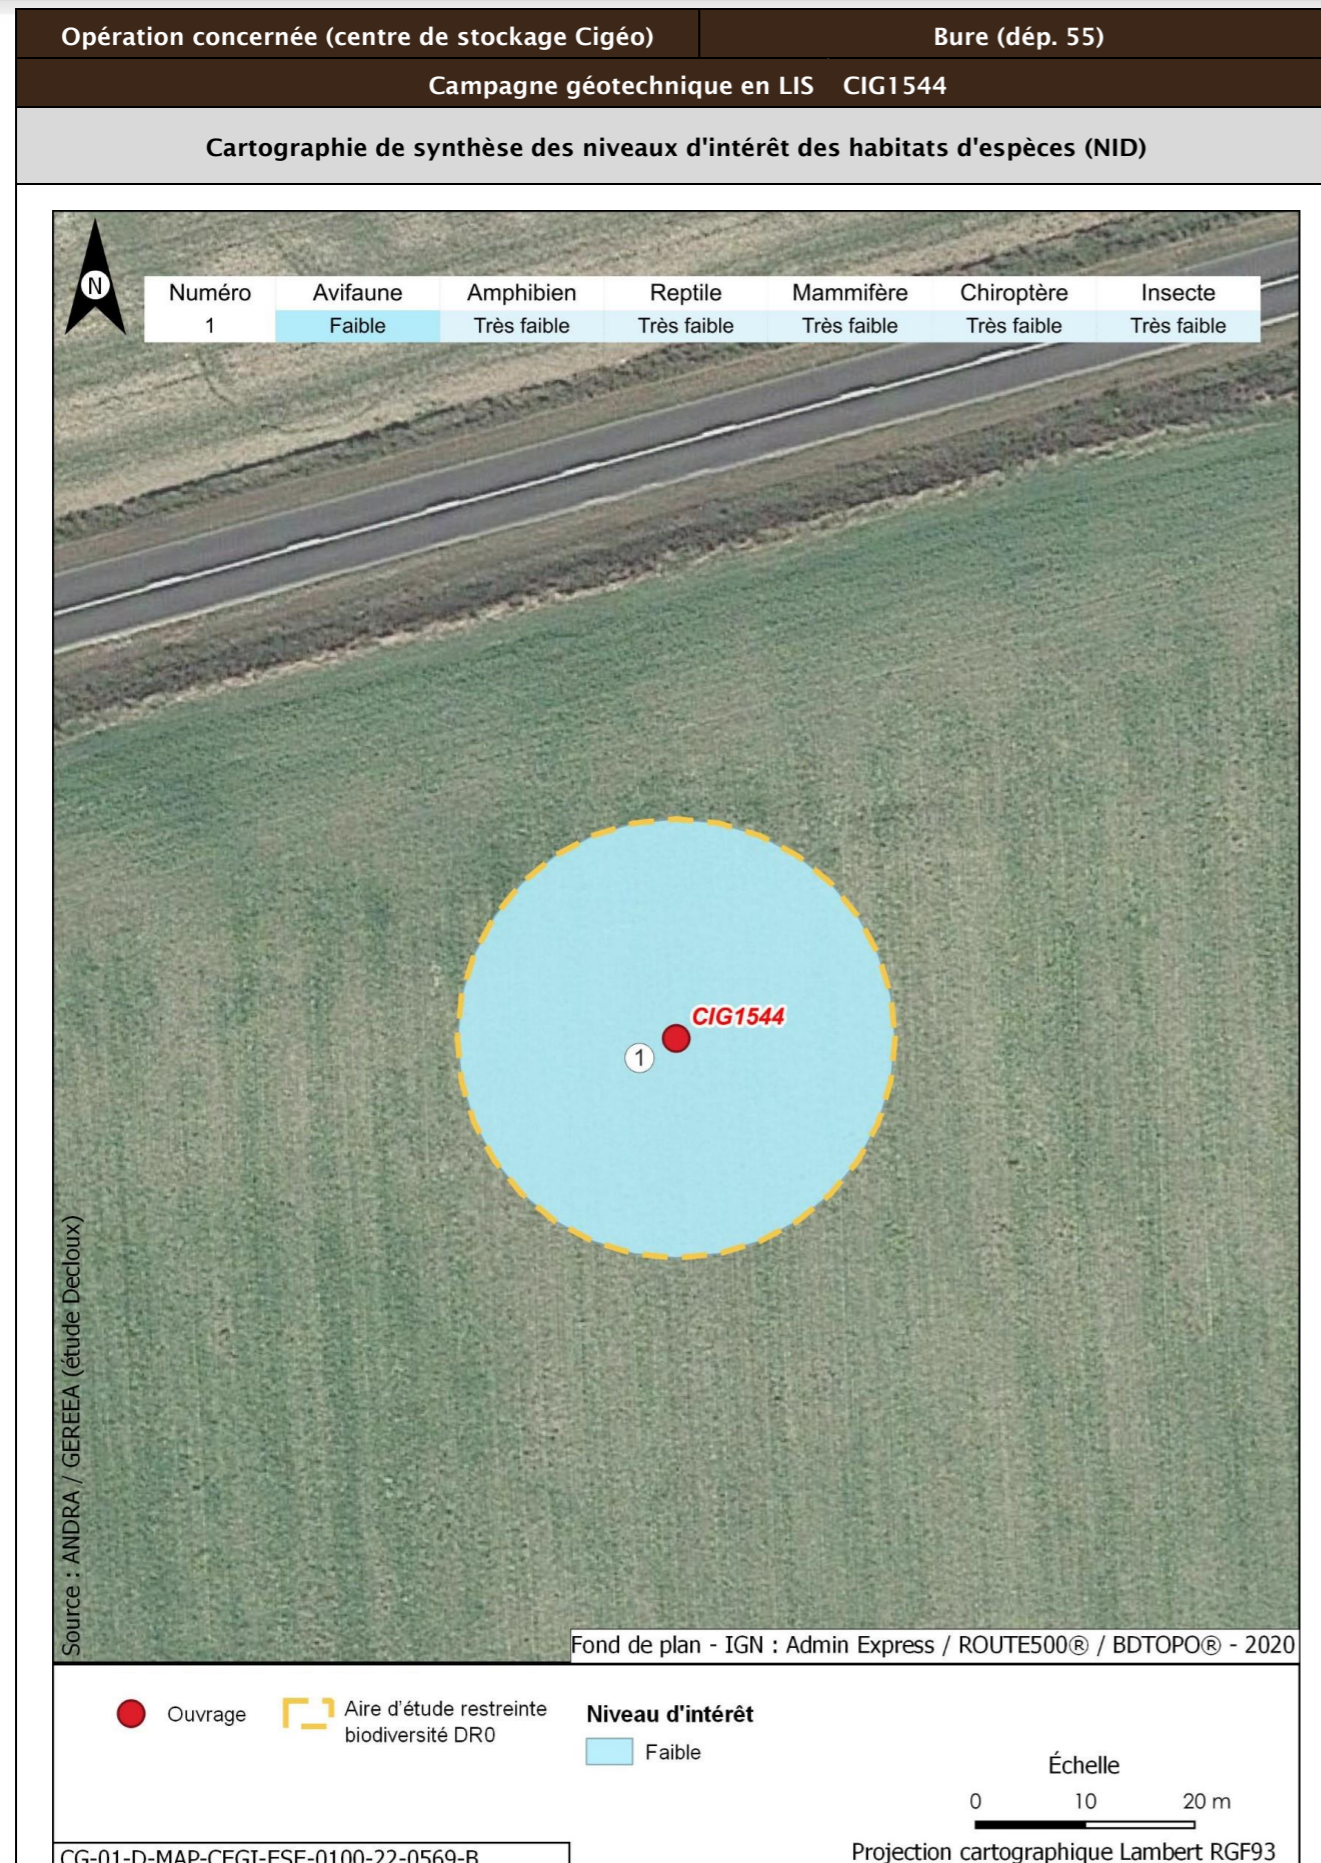 Opération concernée (centre de stockage Cigéo) Bure (dép. 55)
Campagne géotechnique en LIS CIG1544
Cartographie de synthèse des niveaux d'intérêt des habitats d'espèces (NID)
N
Numéro Avifaune Amphibien Reptile Mammifère Chiroptère Insecte
1 Faible Très faible Très faible Très faible Très faible Très faible
CIG1544
1
Source : ANDRA / GEREEA (étude Decloux)
Fond de plan - IGN : Admin Express / ROUTE500® / BDTOPO® - 2020
Ouvrage
Aire d'étude restreinte
biodiversité DR0
Niveau d'intérêt
Faible
Échelle
0 10 20 m
Projection cartographique Lambert RGF93
CG-01-D-MAP-CEGI-ESE-0100-22-0569-B